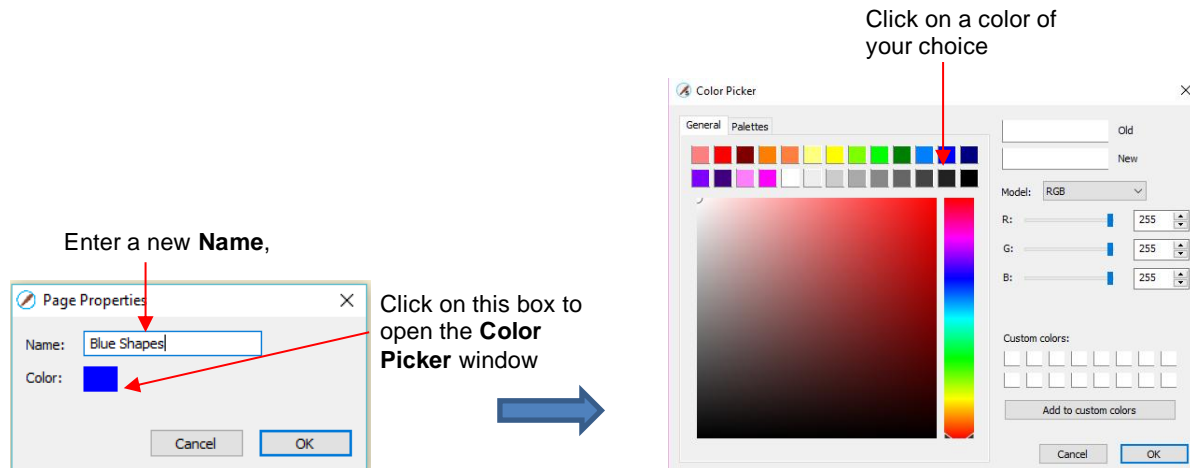 Click on a color of
your choice
Color Picker
General Palettes
Old
New
Model: RGB
R: 255
G: 255
B: 255
Custom colors:
Add to custom colors
Cancel OK
Enter a new Name,
Page Properties
Name: Blue Shapes
Color:
Cancel OK
Click on this box to
open the Color
Picker window